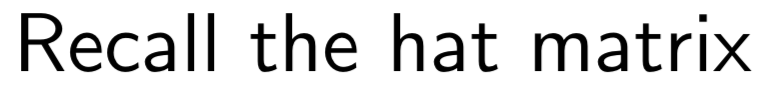 Recall the hat matrix